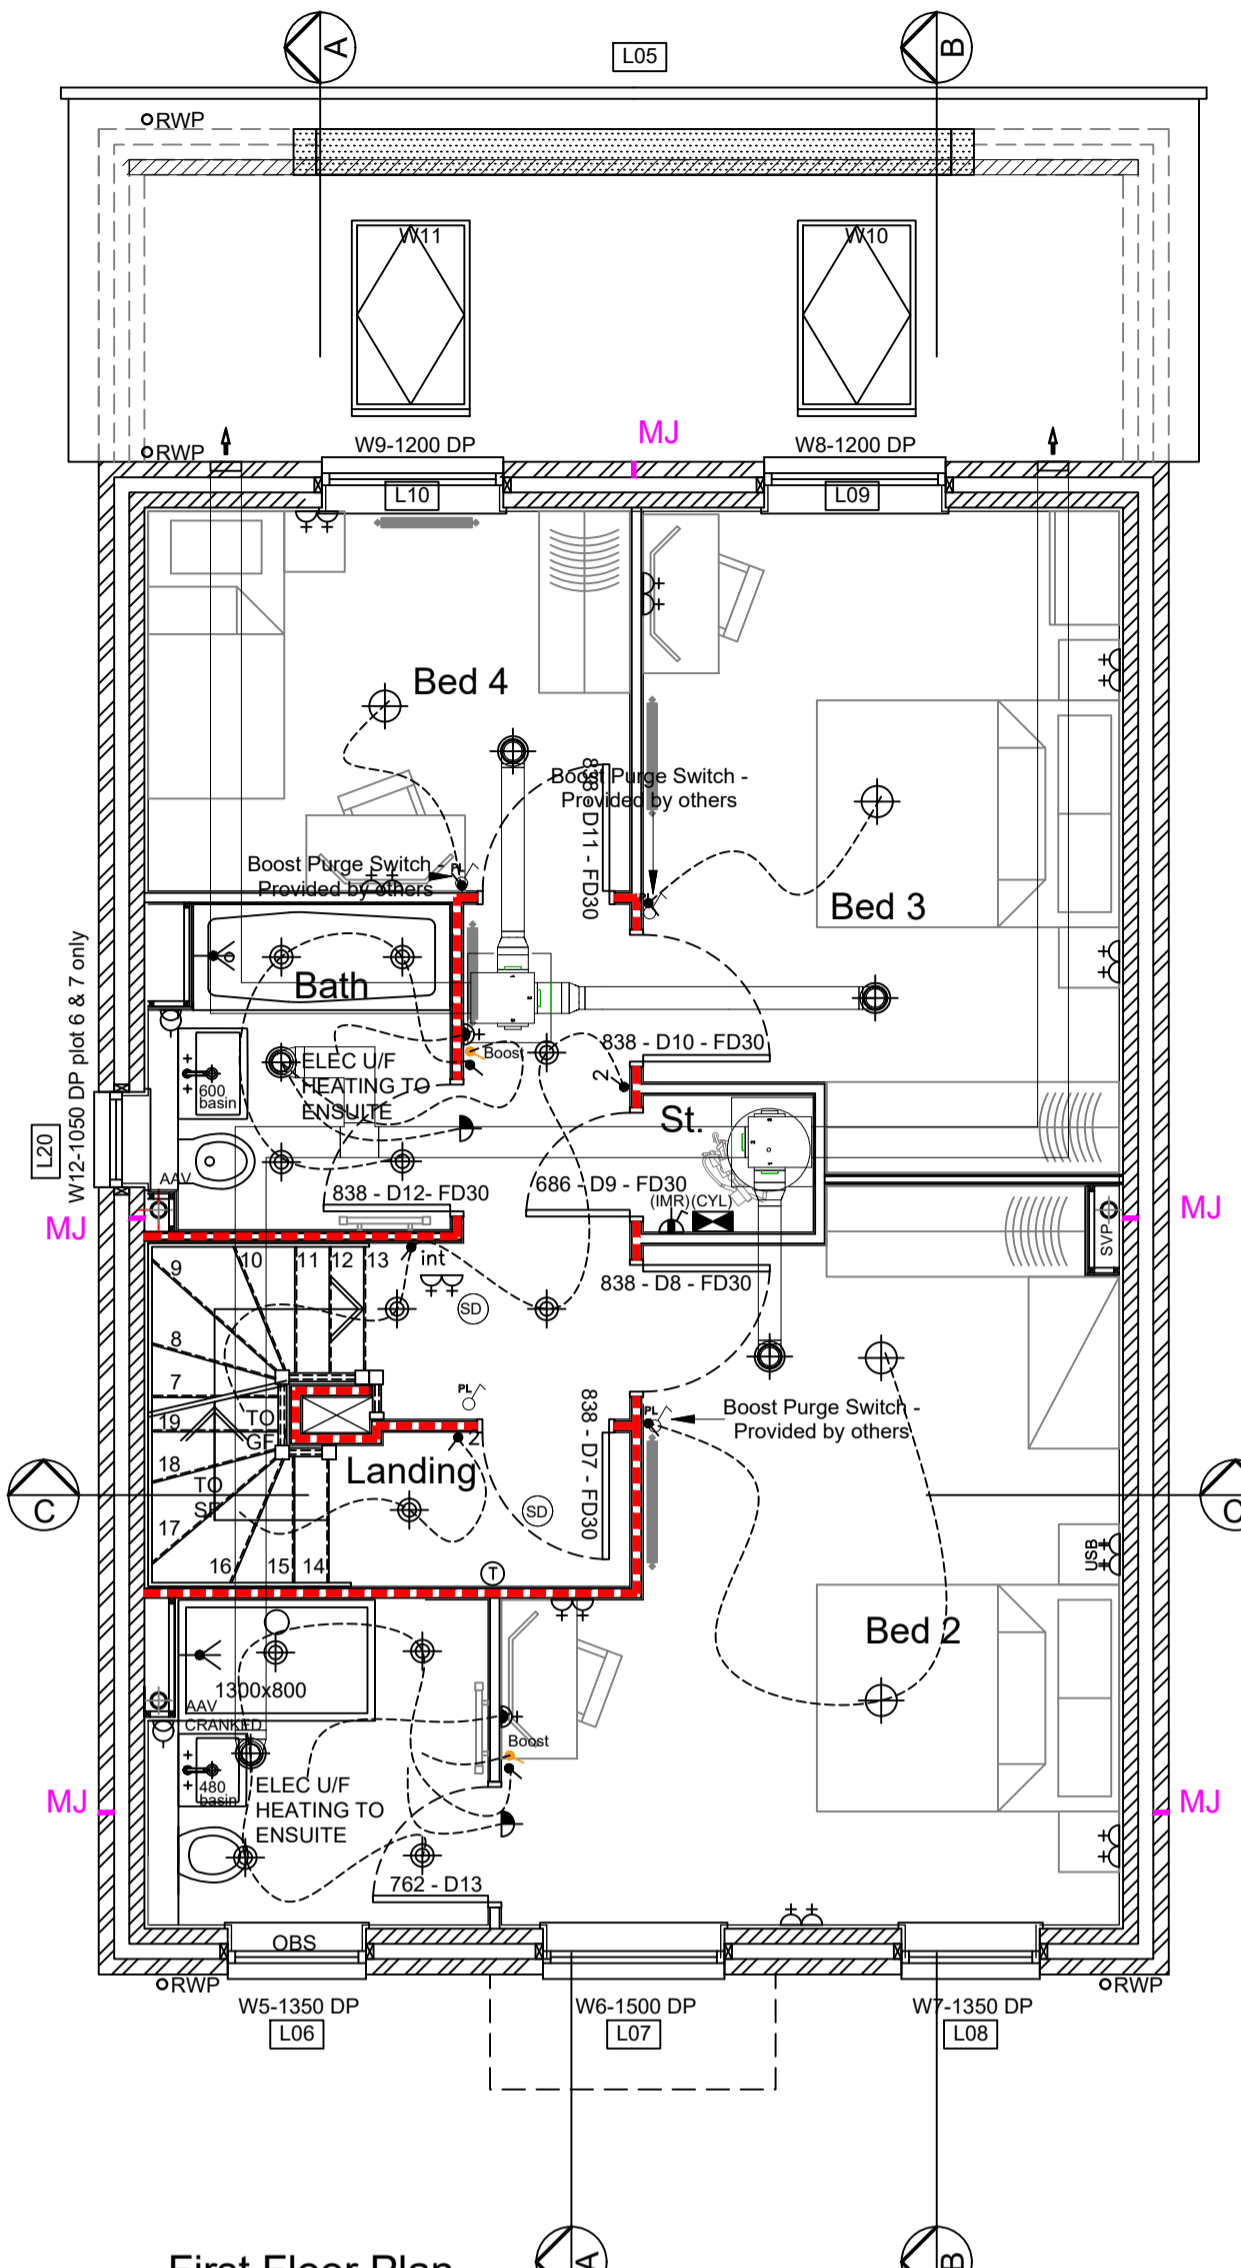 A
L05
B
RWP
W11
W10
RWP
W9-1200 DP
MJ
W8-1200 DP
L10
L09
Bed 4
Boost Purge Switch -
Provided by others
838 - D11 - FD30
Boost Purge Switch -
Provided by others
PL
PL
Bed 3
Bath
W12-1050 DP plot 6 & 7 only
L20
838 - D10 - FD30
Boost
ELEC U/F
HEATING TO
ENSUITE
600
basin
2
St.
AAV
838 - D12- FD30
686 - D9 - FD30
(IMR)
(CYL)
MJ
MJ
SVP
int
838 - D8 - FD30
9
10
11
12
13
SD
8
7
19
18
17
16
15
14
TO
GF
TO
SF
PL
PL
2
Boost Purge Switch -
Provided by others
838 - D7 - FD30
Landing
SD
C
C
T
USB
Bed 2
1300x800
AAV
CRANKED
Boost
480
basin
ELEC U/F
HEATING TO
ENSUITE
MJ
MJ
762 - D13
OBS
RWP
RWP
W5-1350 DP
W6-1500 DP
W7-1350 DP
L06
L07
L08
First Floor Plan
A
B